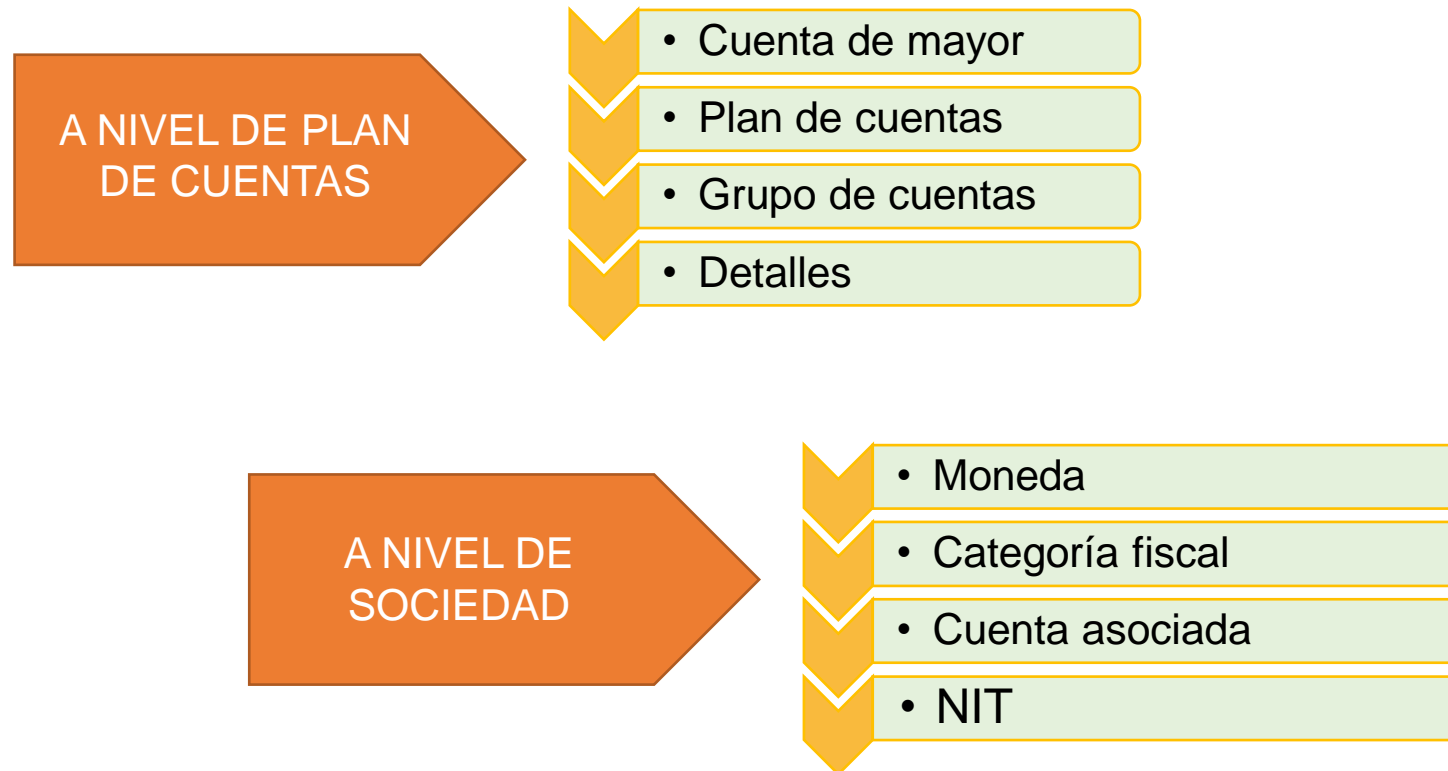 A NIVEL DE PLAN
DE CUENTAS
• Cuenta de mayor
• Plan de cuentas
• Grupo de cuentas
• Detalles
A NIVEL DE
SOCIEDAD
• Moneda
• Categoría fiscal
• Cuenta asociada
• NIT